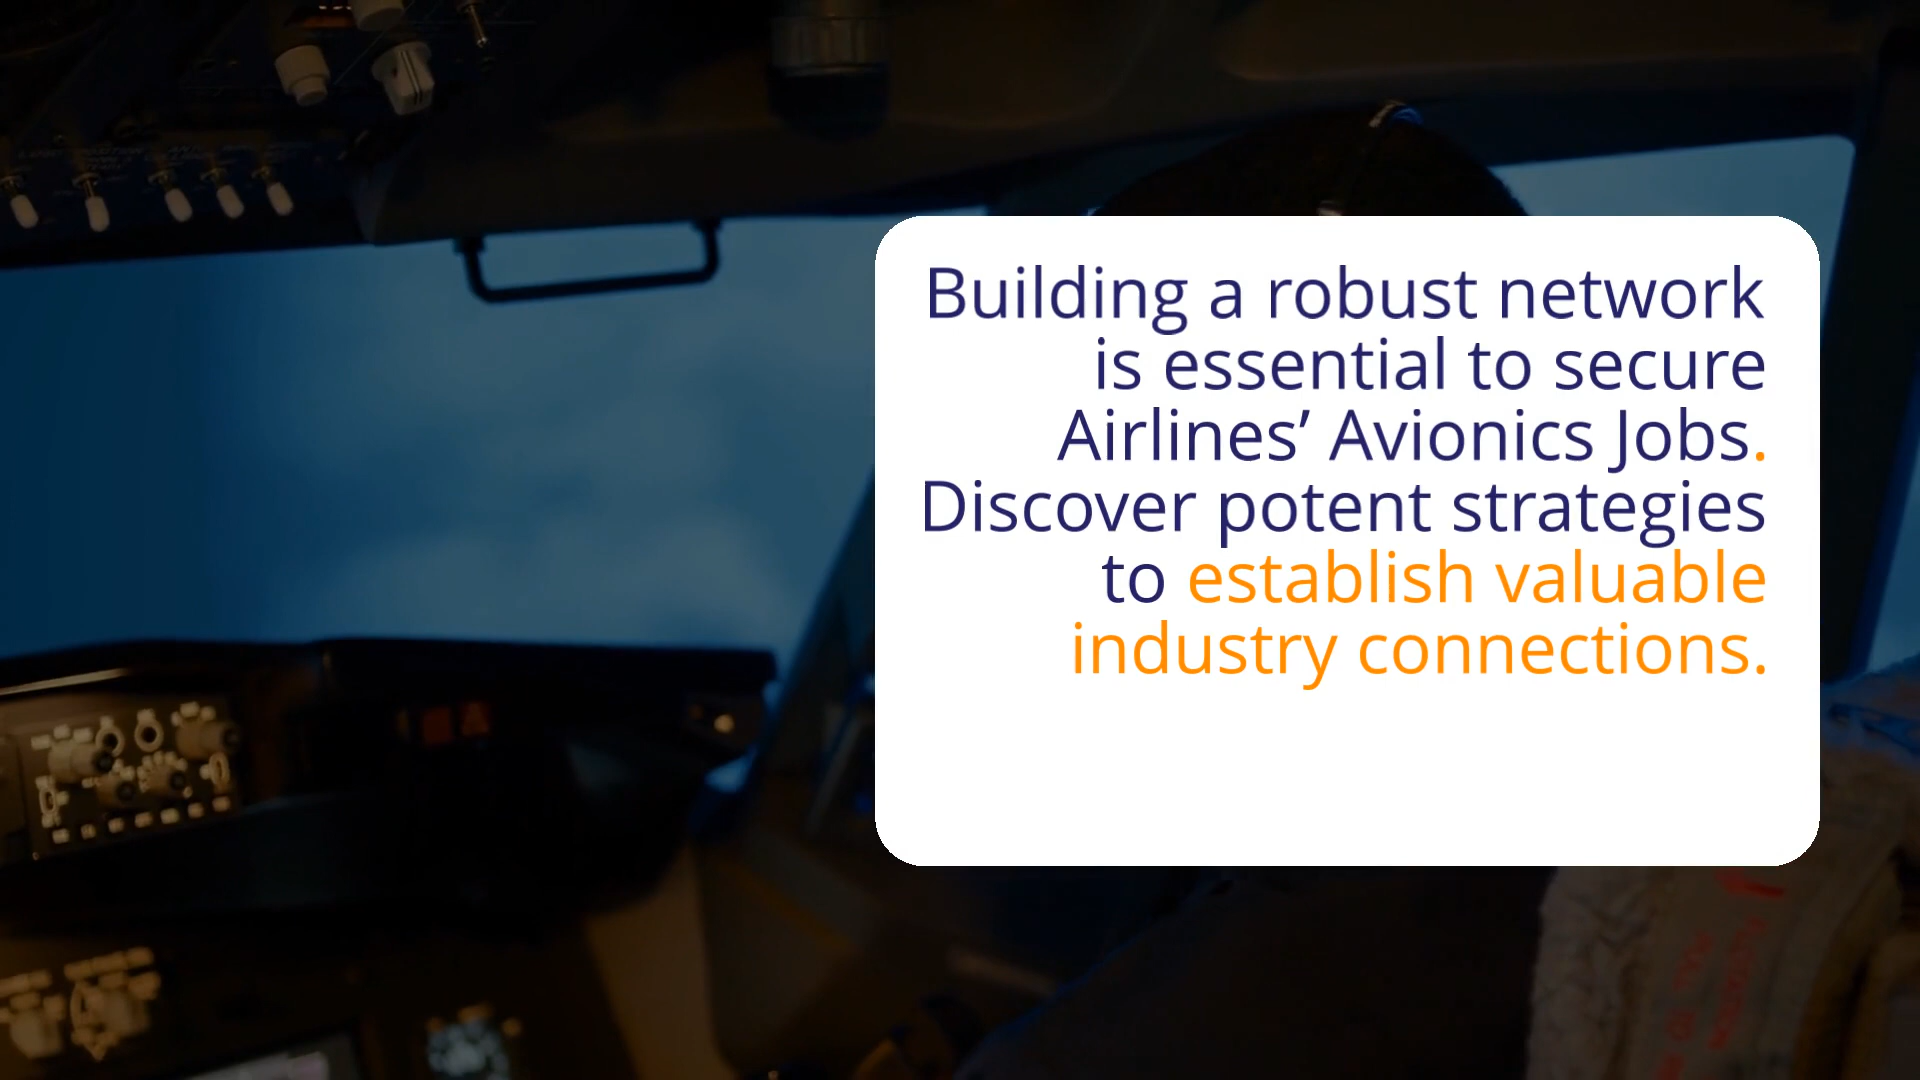 Building a robust network
is essential to secure
Airlines’ Avionics Jobs.
Discover potent strategies
to establish valuable
industry connections.